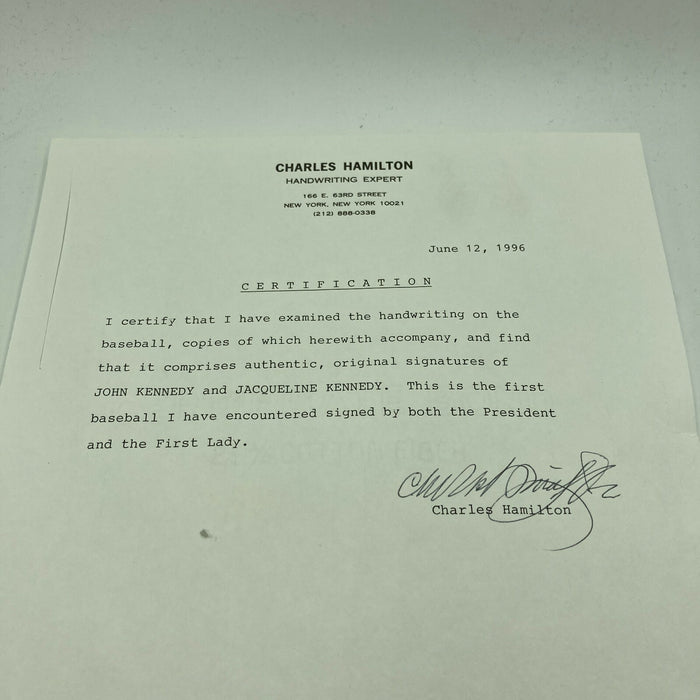 CHARLES HAMILTON
HANDWRITING EXPERT
166 E. 63RD STREET
NEW YORK, NEW YORK 10021
(212) 888-0338
June 12, 1996
CERTIFICATION
I certify that I have examined the handwriting on the
baseball, copies of which herewith accompany, and find
that it comprises authentic, original signatures of
JOHN KENNEDY and JACQUELINE KENNEDY. This is the first
baseball I have encountered signed by both the President
and the First Lady.
Charles Hamilton